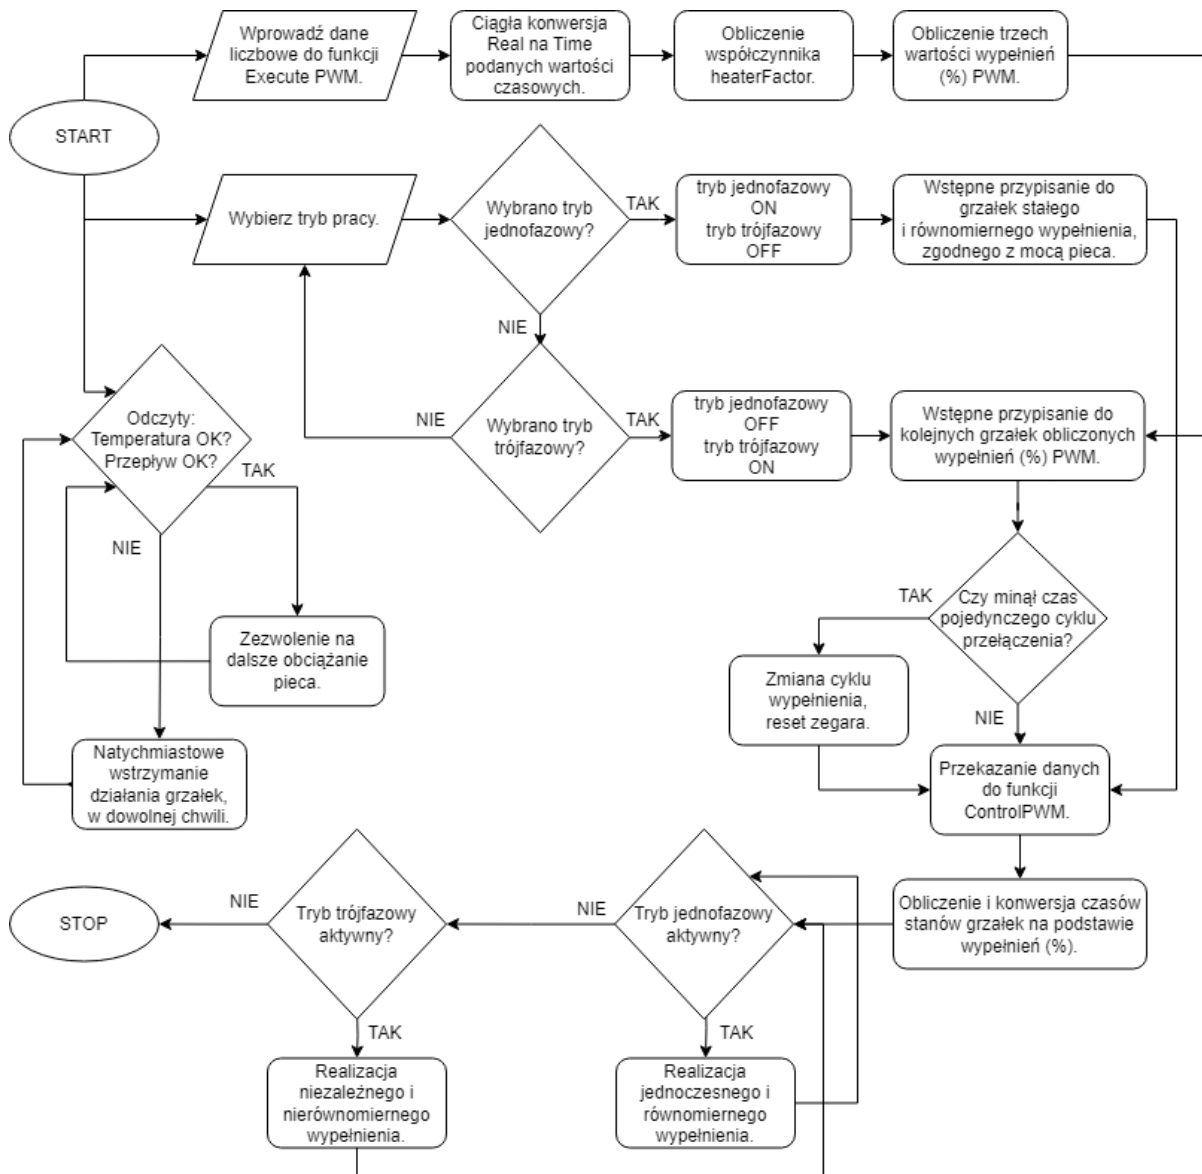 Wprowadź dane
liczbowe do funkcji
Execute PWM.
Ciągła konwersja
Real na Time
podanych wartości
czasowych.
Obliczenie
współczynnika
heaterFactor.
Obliczenie trzech
wartości wypełnień
(%) PWM.
START
Wybierz tryb pracy.
Wybrano tryb
jednofazowy?
TAK
tryb jednofazowy
ON
tryb trójfazowy
OFF
Wstępne przypisanie do
grzałek stałego
i równomiernego wypełnienia,
zgodnego z mocą pieca.
NIE
Wybrano tryb
trójfazowy?
NIE
TAK
tryb jednofazowy
OFF
tryb trójfazowy
ON
Wstępne przypisanie do
kolejnych grzałek obliczonych
wypełnień (%) PWM.
Odczyty:
Temperatura OK?
Przepływ OK?
TAK
NIE
Zezwolenie na
dalsze obciążanie
pieca.
Natychmiastowe
wstrzymanie
działania grzałek,
w dowolnej chwili.
Czy minął czas
pojedynczego cyklu
przełączenia?
TAK
Zmiana cyklu
wypełnienia,
reset zegara.
NIE
Przekazanie danych
do funkcji
ControlPWM.
Obliczenie i konwersja czasów
stanów grzałek na podstawie
wypełnień (%).
Tryb jednofazowy
aktywny?
NIE
TAK
Realizacja
jednoczesnego i
równomiernego
wypełnienia.
Tryb trójfazowy
aktywny?
NIE
TAK
Realizacja
niezależnego i
nierównomiernego
wypełnienia.
STOP